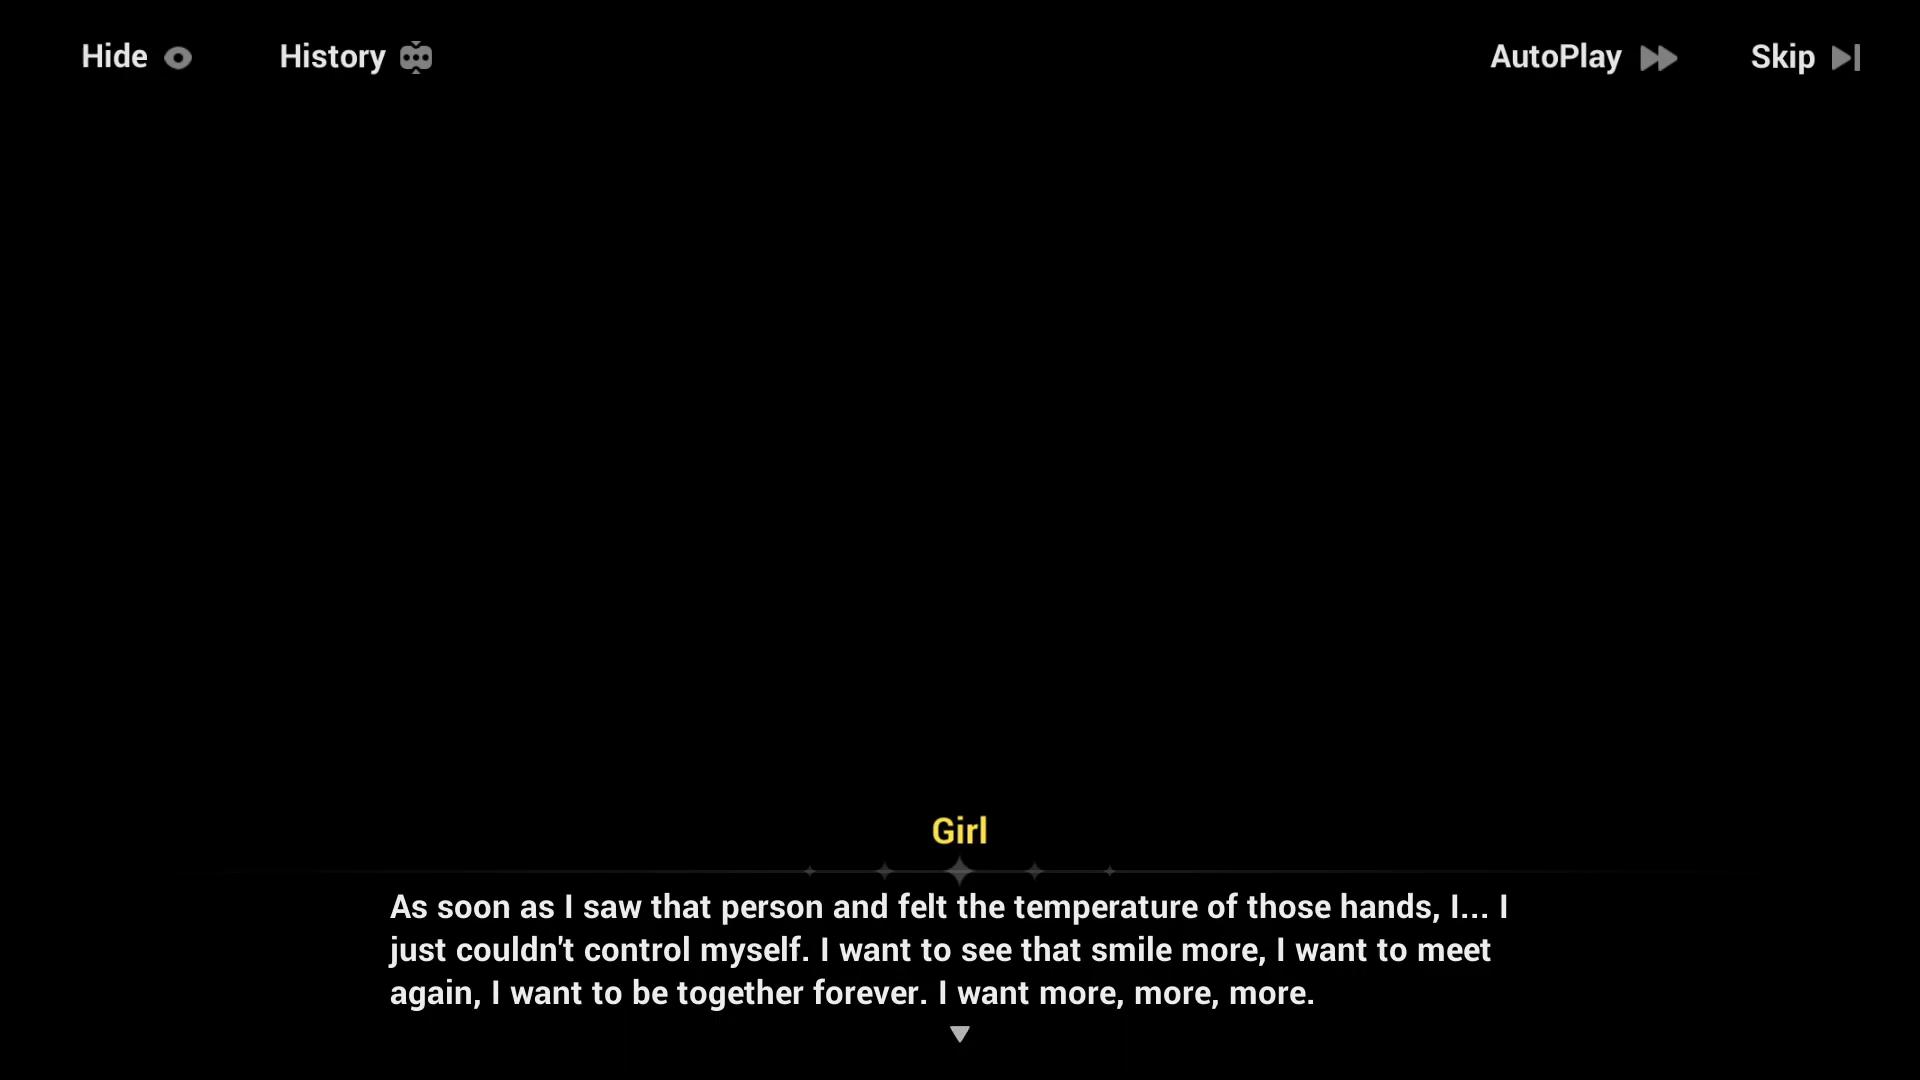 Hide
History
AutoPlay
Skip
Girl
As soon as I saw that person and felt the temperature of those hands, I... I
just couldn't control myself. I want to see that smile more, I want to meet
again, I want to be together forever. I want more, more, more.